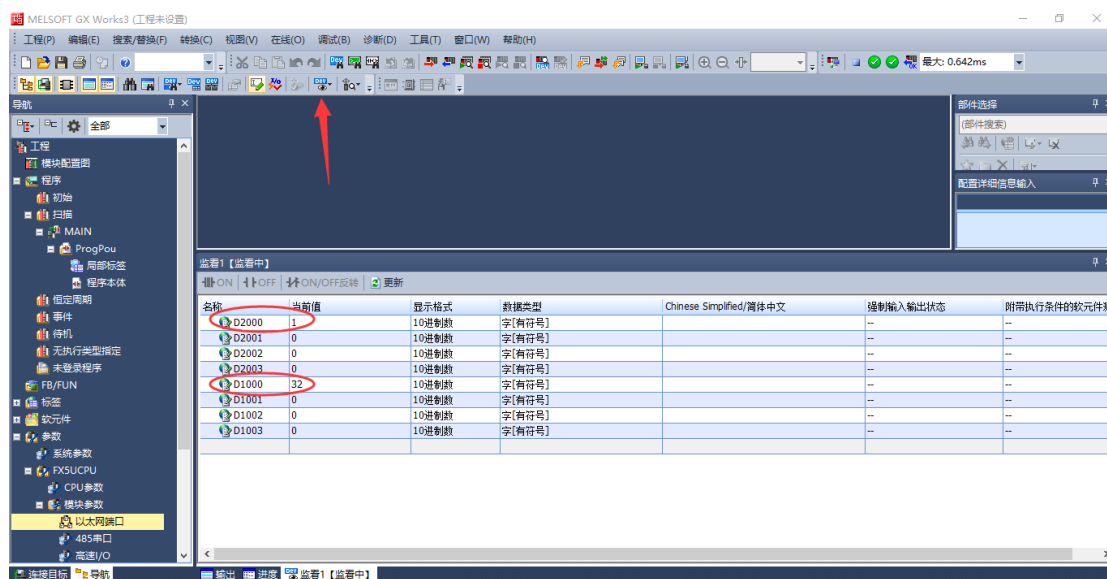 MELSOFT GX Works3 (工程未设置)
工程(P) 编辑(E) 搜索/替换(F) 转换(C) 视图(V) 在线(O) 调试(B) 诊断(D) 工具(T) 窗口(W) 帮助(H)
最大: 0.642ms
导航
全部
工程
模块配置图
程序
初始
扫描
MAIN
ProgPou
局部标签
程序本体
恒定周期
事件
待机
无执行类型指定
未登录程序
FB/FUN
标签
软元件
参数
系统参数
FX5UCPU
CPU参数
模块参数
以太网端口
485串口
高速I/O
连接目标 导航
部件选择
(部件搜索)
配置详细信息输入
监看1【监看中】
ON OFF ON/OFF反转 更新
名称 当前值 显示格式 数据类型 Chinese Simplified/简体中文 强制输入输出状态 附带执行条件的软元件
D2000 1 10进制数 字[有符号] -- --
D2001 0 10进制数 字[有符号] -- --
D2002 0 10进制数 字[有符号] -- --
D2003 0 10进制数 字[有符号] -- --
D1000 32 10进制数 字[有符号] -- --
D1001 0 10进制数 字[有符号] -- --
D1002 0 10进制数 字[有符号] -- --
D1003 0 10进制数 字[有符号] -- --
输出 进度 监看1【监看中】